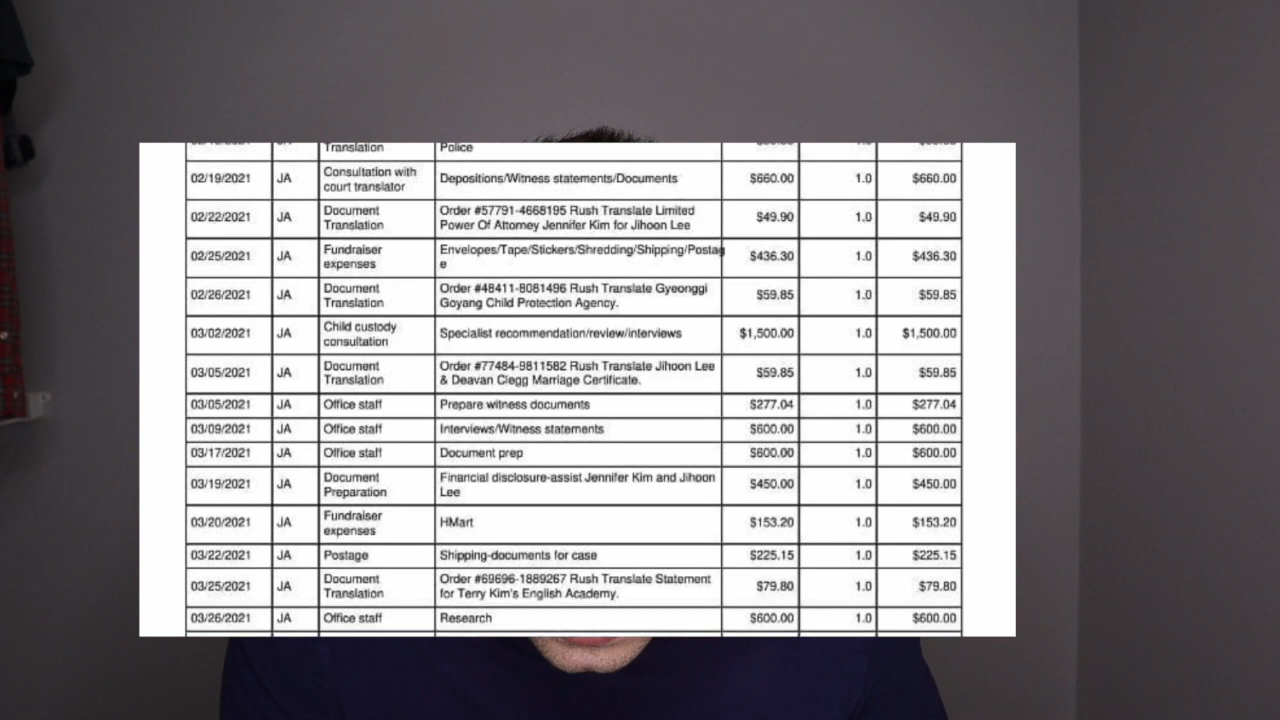 Translation Police
02/19/2021 JA Consultation with court translator Depositions/Witness statements/Documents $660.00 1.0 $660.00
02/22/2021 JA Document Translation Order #57791-4668195 Rush Translate Limited Power Of Attorney Jennifer Kim for Jihoon Lee $49.90 1.0 $49.90
02/25/2021 JA Fundraiser expenses Envelopes/Tape/Stickers/Shredding/Shipping/Postage $436.30 1.0 $436.30
02/26/2021 JA Document Translation Order #48411-8081496 Rush Translate Gyeonggi Goyang Child Protection Agency. $59.85 1.0 $59.85
03/02/2021 JA Child custody consultation Specialist recommendation/review/interviews $1,500.00 1.0 $1,500.00
03/05/2021 JA Document Translation Order #77484-9811582 Rush Translate Jihoon Lee & Deavan Clegg Marriage Certificate. $59.85 1.0 $59.85
03/05/2021 JA Office staff Prepare witness documents $277.04 1.0 $277.04
03/09/2021 JA Office staff Interviews/Witness statements $600.00 1.0 $600.00
03/17/2021 JA Office staff Document prep $600.00 1.0 $600.00
03/19/2021 JA Document Preparation Financial disclosure-assist Jennifer Kim and Jihoon Lee $450.00 1.0 $450.00
03/20/2021 JA Fundraiser expenses HMart $153.20 1.0 $153.20
03/22/2021 JA Postage Shipping-documents for case $225.15 1.0 $225.15
03/25/2021 JA Document Translation Order #69696-1889267 Rush Translate Statement for Terry Kim's English Academy. $79.80 1.0 $79.80
03/26/2021 JA Office staff Research $600.00 1.0 $600.00